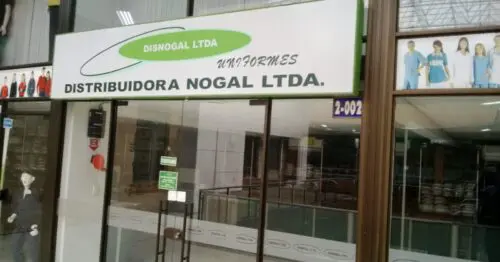 DISNOGAL LTDA
UNIFORMES
DISTRIBUIDORA NOGAL LTDA.
2-002